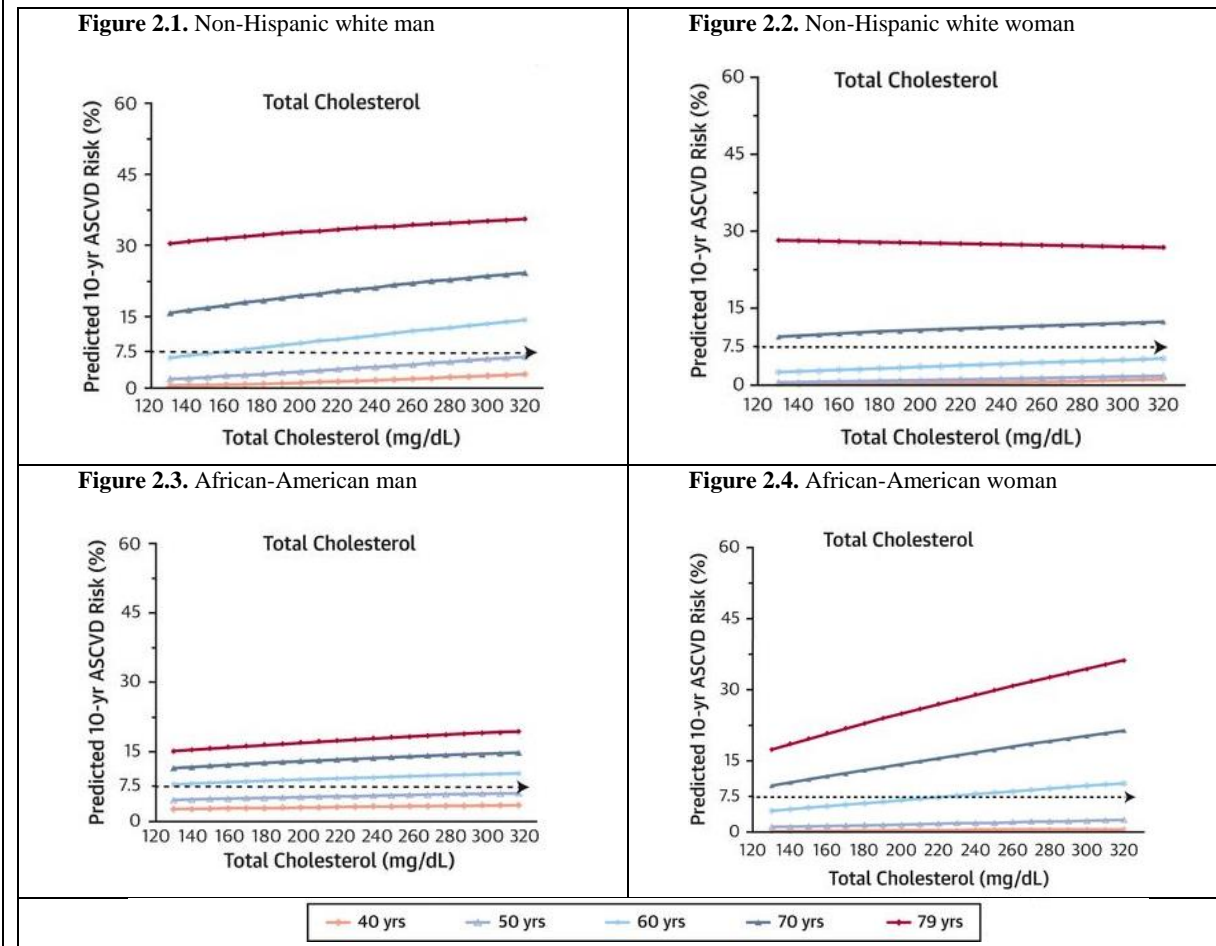 Figure 2.1. Non-Hispanic white man
Total Cholesterol
Predicted 10-yr ASCVD Risk (%)
60
45
30
15
7.5
0
120 140 160 180 200 220 240 260 280 300 320
Total Cholesterol (mg/dL)
Figure 2.2. Non-Hispanic white woman
Total Cholesterol
Predicted 10-yr ASCVD Risk (%)
60
45
30
15
7.5
0
120 140 160 180 200 220 240 260 280 300 320
Total Cholesterol (mg/dL)
Figure 2.3. African-American man
Total Cholesterol
Predicted 10-yr ASCVD Risk (%)
60
45
30
15
7.5
0
120 140 160 180 200 220 240 260 280 300 320
Total Cholesterol (mg/dL)
Figure 2.4. African-American woman
Total Cholesterol
Predicted 10-yr ASCVD Risk (%)
60
45
30
15
7.5
0
120 140 160 180 200 220 240 260 280 300 320
Total Cholesterol (mg/dL)
40 yrs 50 yrs 60 yrs 70 yrs 79 yrs